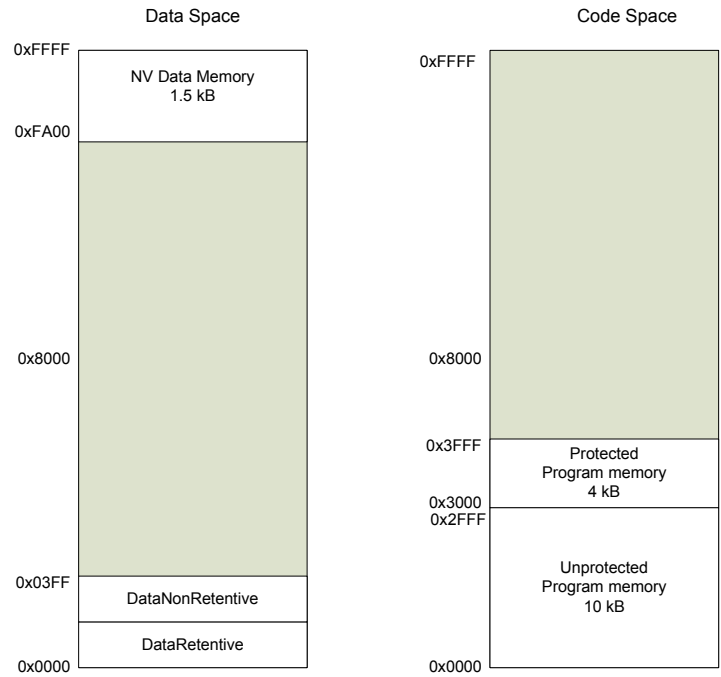 Data Space
0xFFFF
NV Data Memory
1.5 kB
0xFA00
0x8000
0x03FF
DataNonRetentive
DataRetentive
0x0000
Code Space
0xFFFF
0x8000
0x3FFF
Protected
Program memory
4 kB
0x3000
0x2FFF
Unprotected
Program memory
10 kB
0x0000